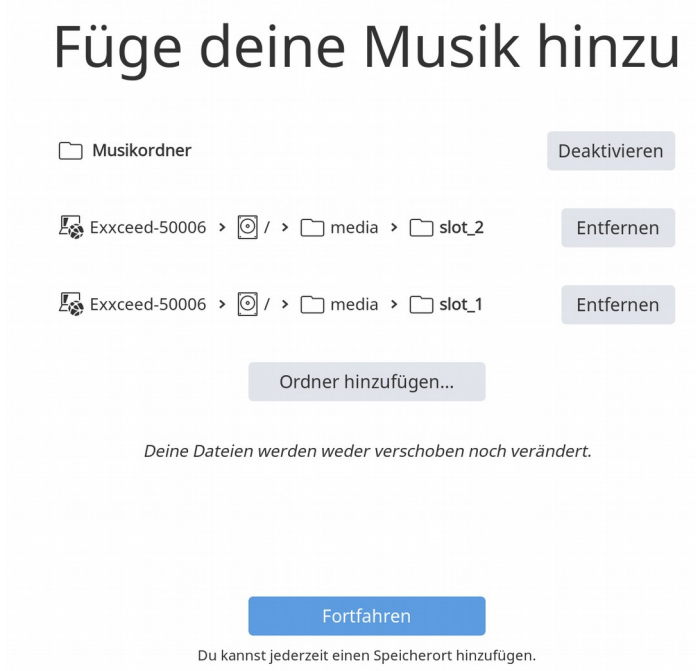 Füge deine Musik hinzu
Musikordner Deaktivieren
Exxceed-50006 > / > media > slot_2 Entfernen
Exxceed-50006 > / > media > slot_1 Entfernen
Ordner hinzufügen...
Deine Dateien werden weder verschoben noch verändert.
Fortfahren
Du kannst jederzeit einen Speicherort hinzufügen.